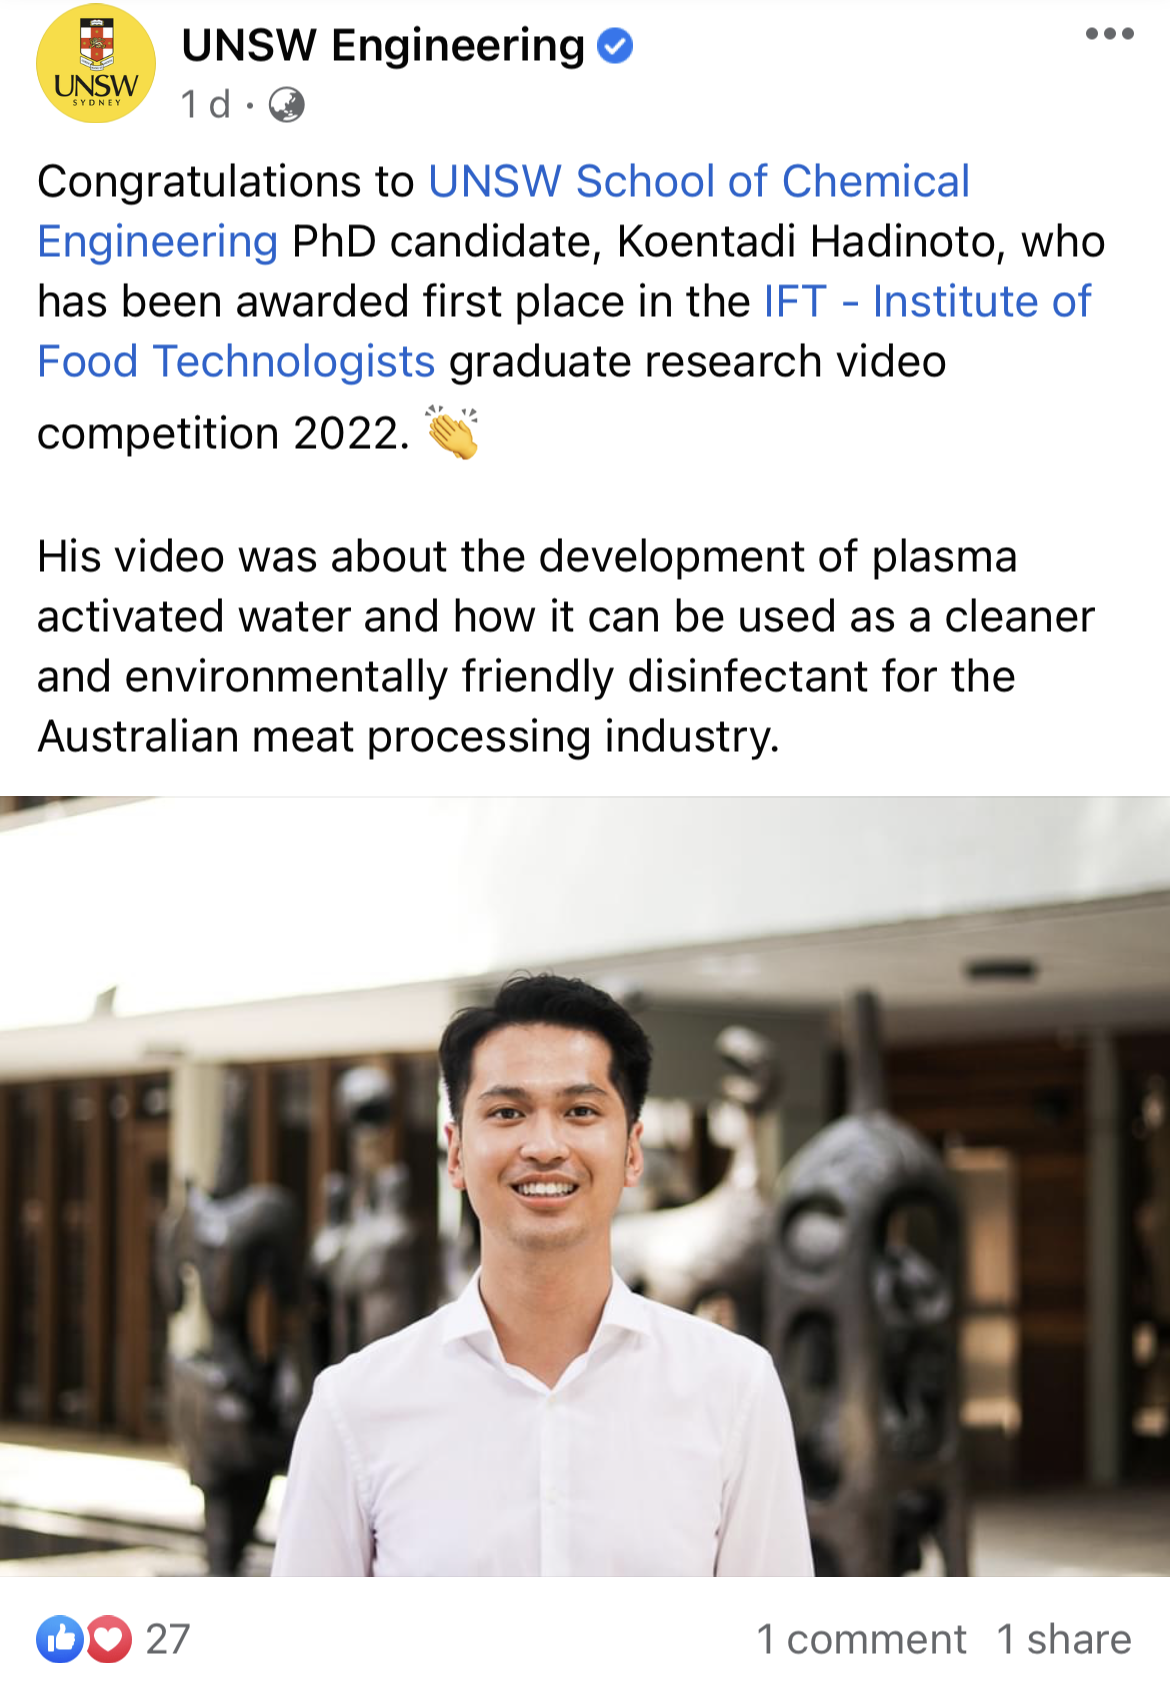 UNSW
SYDNEY
UNSW Engineering
1 d ·
Congratulations to UNSW School of Chemical
Engineering PhD candidate, Koentadi Hadinoto, who
has been awarded first place in the IFT - Institute of
Food Technologists graduate research video
competition 2022. 👏
His video was about the development of plasma
activated water and how it can be used as a cleaner
and environmentally friendly disinfectant for the
Australian meat processing industry.
27
1 comment 1 share